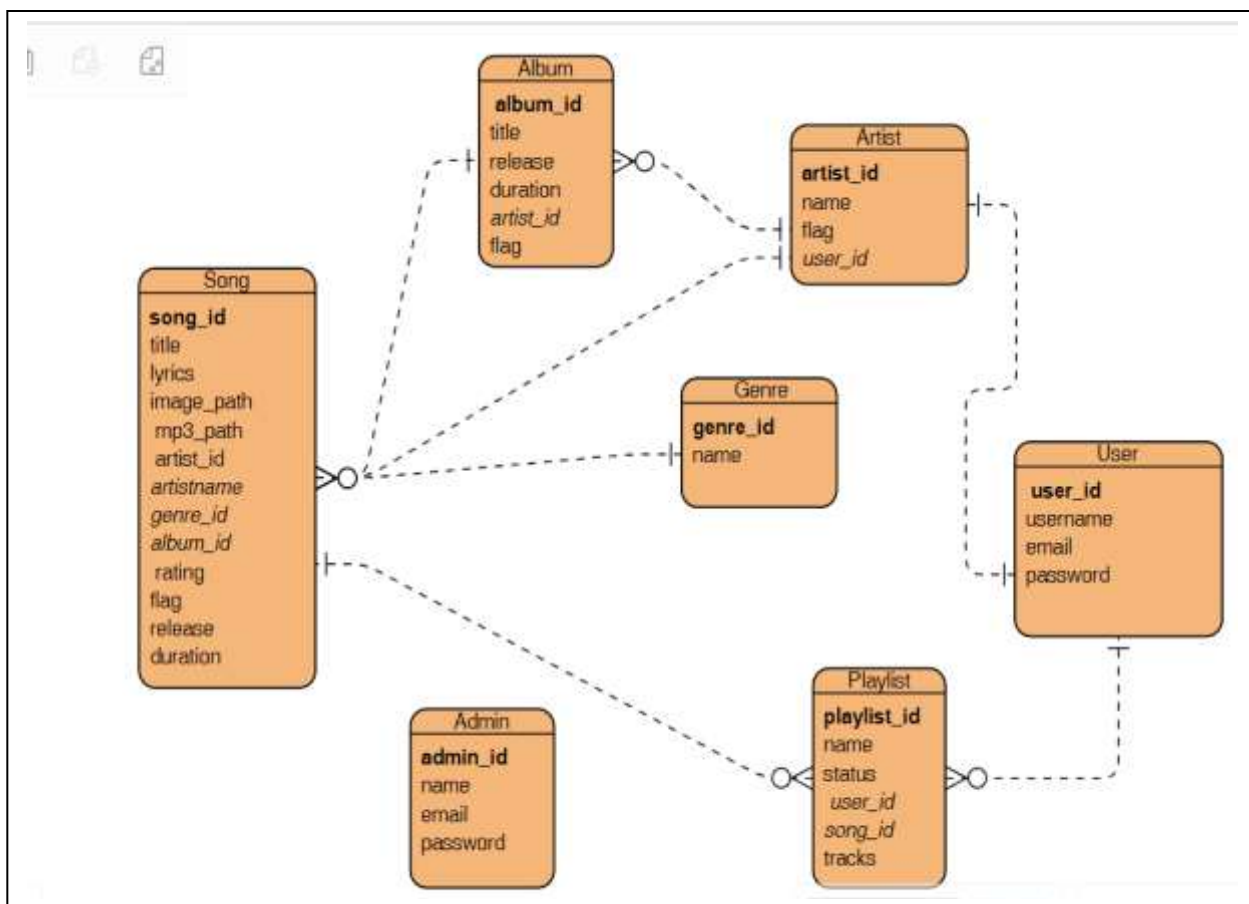 Album
album_id
title
release
duration
artist_id
flag
Artist
artist_id
name
flag
user_id
Song
song_id
title
lyrics
image_path
mp3_path
artist_id
artistname
genre_id
album_id
rating
flag
release
duration
Genre
genre_id
name
User
user_id
username
email
password
Playlist
playlist_id
name
status
user_id
song_id
tracks
Admin
admin_id
name
email
password